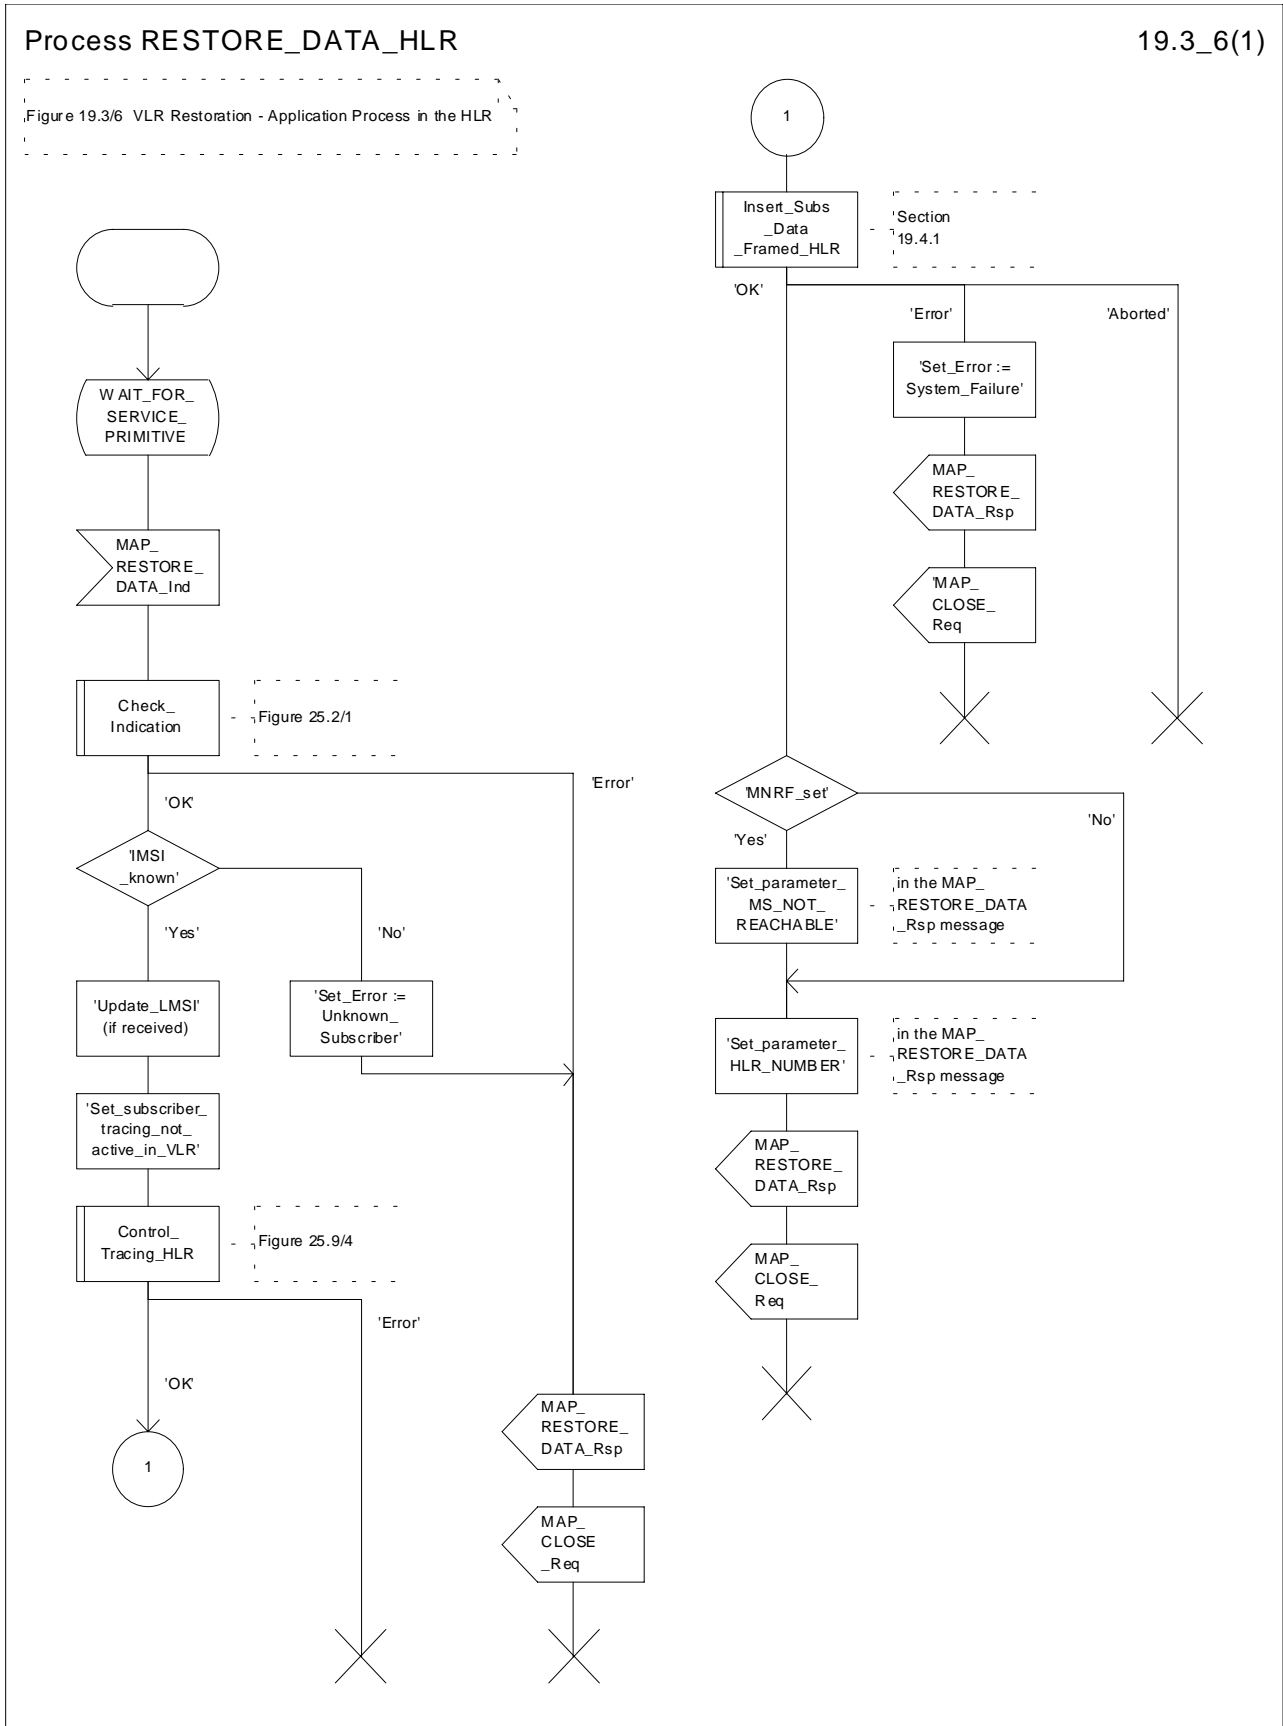 Process RESTORE_DATA_HLR
19.3_6(1)
Figure 19.3/6 VLR Restoration - Application Process in the HLR
WAIT_FOR_
SERVICE_
PRIMITIVE
MAP_
RESTORE_
DATA_Ind
Check_
Indication
Figure 25.2/1
'Error'
'OK'
'IMSI
_known'
'Yes'
'No'
'Update_LMSI'
(if received)
'Set_Error :=
Unknown_
Subscriber'
'Set_subscriber_
tracing_not_
active_in_VLR'
Control_
Tracing_HLR
Figure 25.9/4
'Error'
'OK'
1
MAP_
RESTORE_
DATA_Rsp
MAP_
CLOSE
_Req
1
Insert_Subs
_Data
_Framed_HLR
Section
19.4.1
'OK'
'Error'
'Aborted'
'Set_Error :=
System_Failure'
MAP_
RESTORE_
DATA_Rsp
'MAP_
CLOSE_
Req
'MNRF_set'
'No'
'Yes'
'Set_parameter_
MS_NOT_
REACHABLE'
in the MAP_
RESTORE_DATA
_Rsp message
'Set_parameter_
HLR_NUMBER'
in the MAP_
RESTORE_DATA
_Rsp message
MAP_
RESTORE_
DATA_Rsp
MAP_
CLOSE_
Req